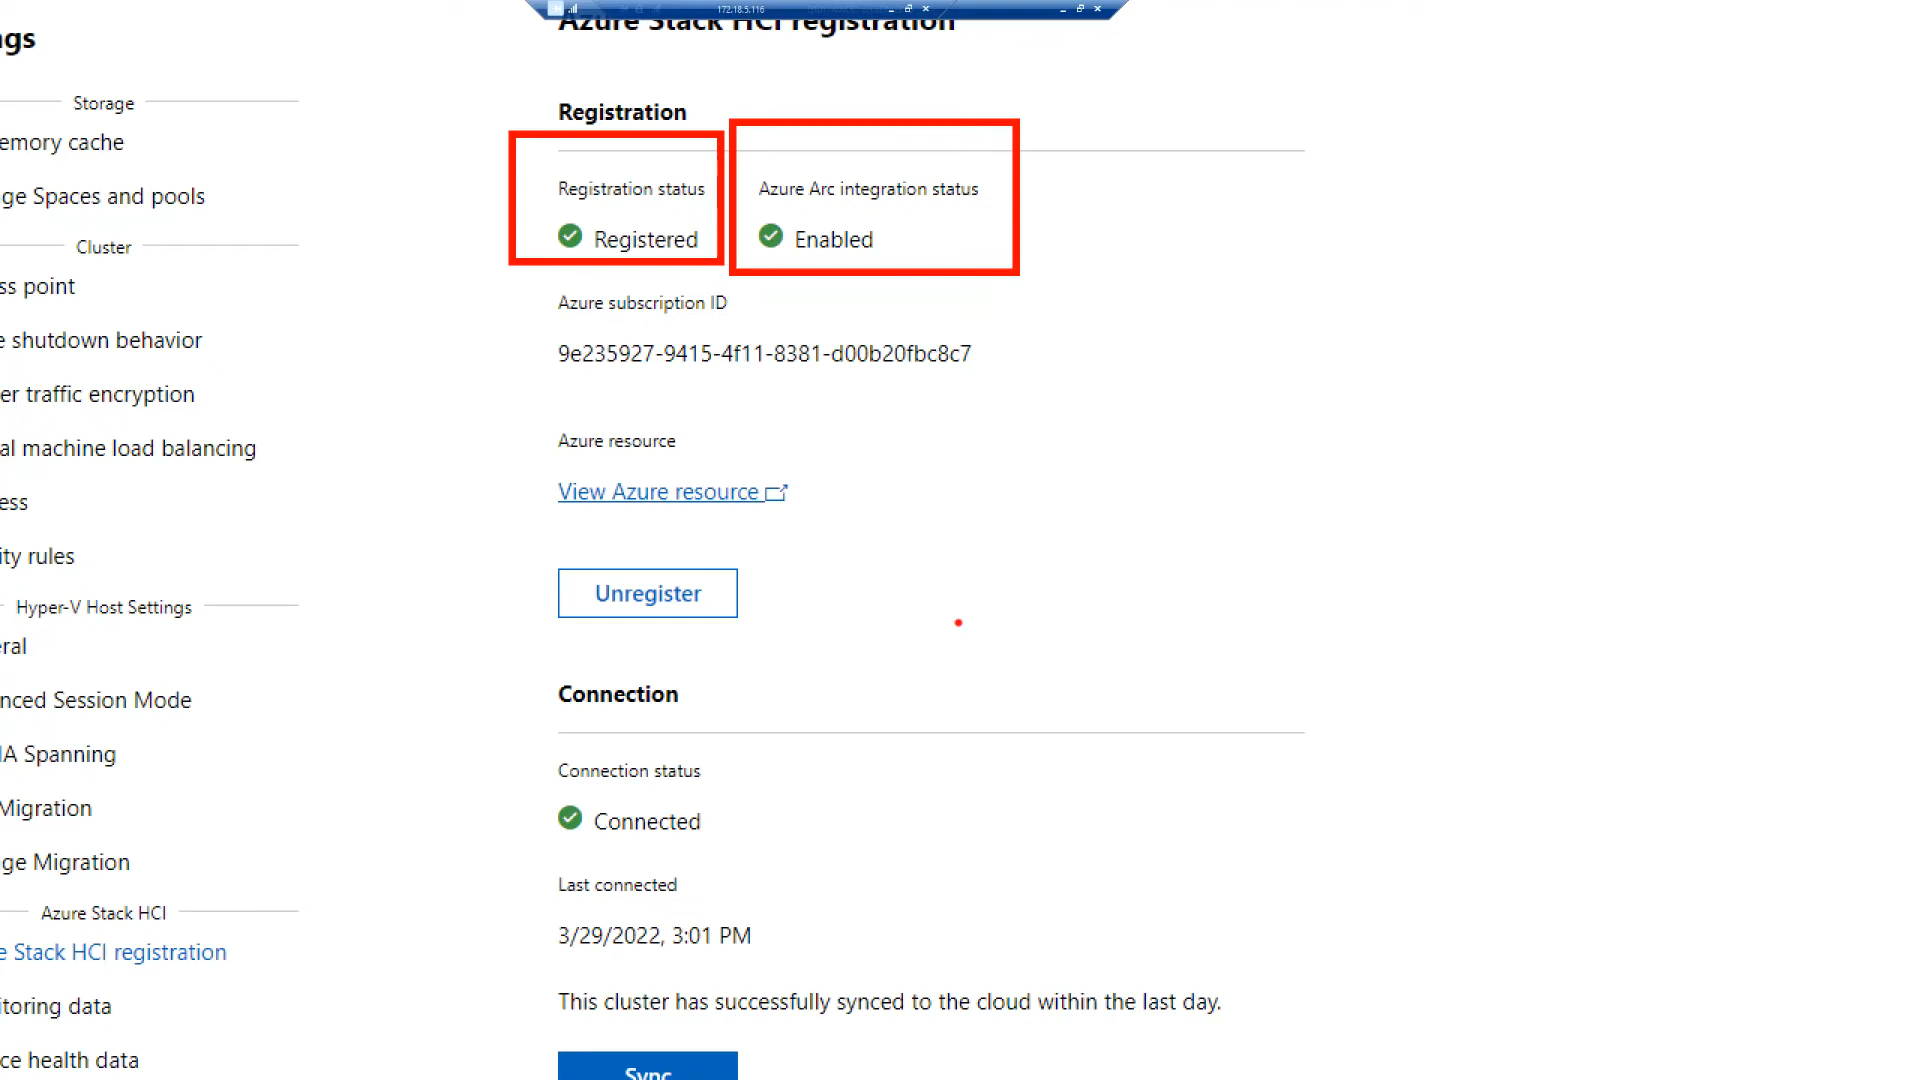 172.18.5.116
Azure Stack HCI registration
gs
Storage
emory cache
ge Spaces and pools
Cluster
ss point
e shutdown behavior
er traffic encryption
al machine load balancing
ess
ity rules
Hyper-V Host Settings
ral
nced Session Mode
A Spanning
Migration
ge Migration
Azure Stack HCI
e Stack HCI registration
toring data
ce health data
Registration
Registration status
Registered
Azure Arc integration status
Enabled
Azure subscription ID
9e235927-9415-4f11-8381-d00b20fbc8c7
Azure resource
View Azure resource
Unregister
Connection
Connection status
Connected
Last connected
3/29/2022, 3:01 PM
This cluster has successfully synced to the cloud within the last day.
Sync